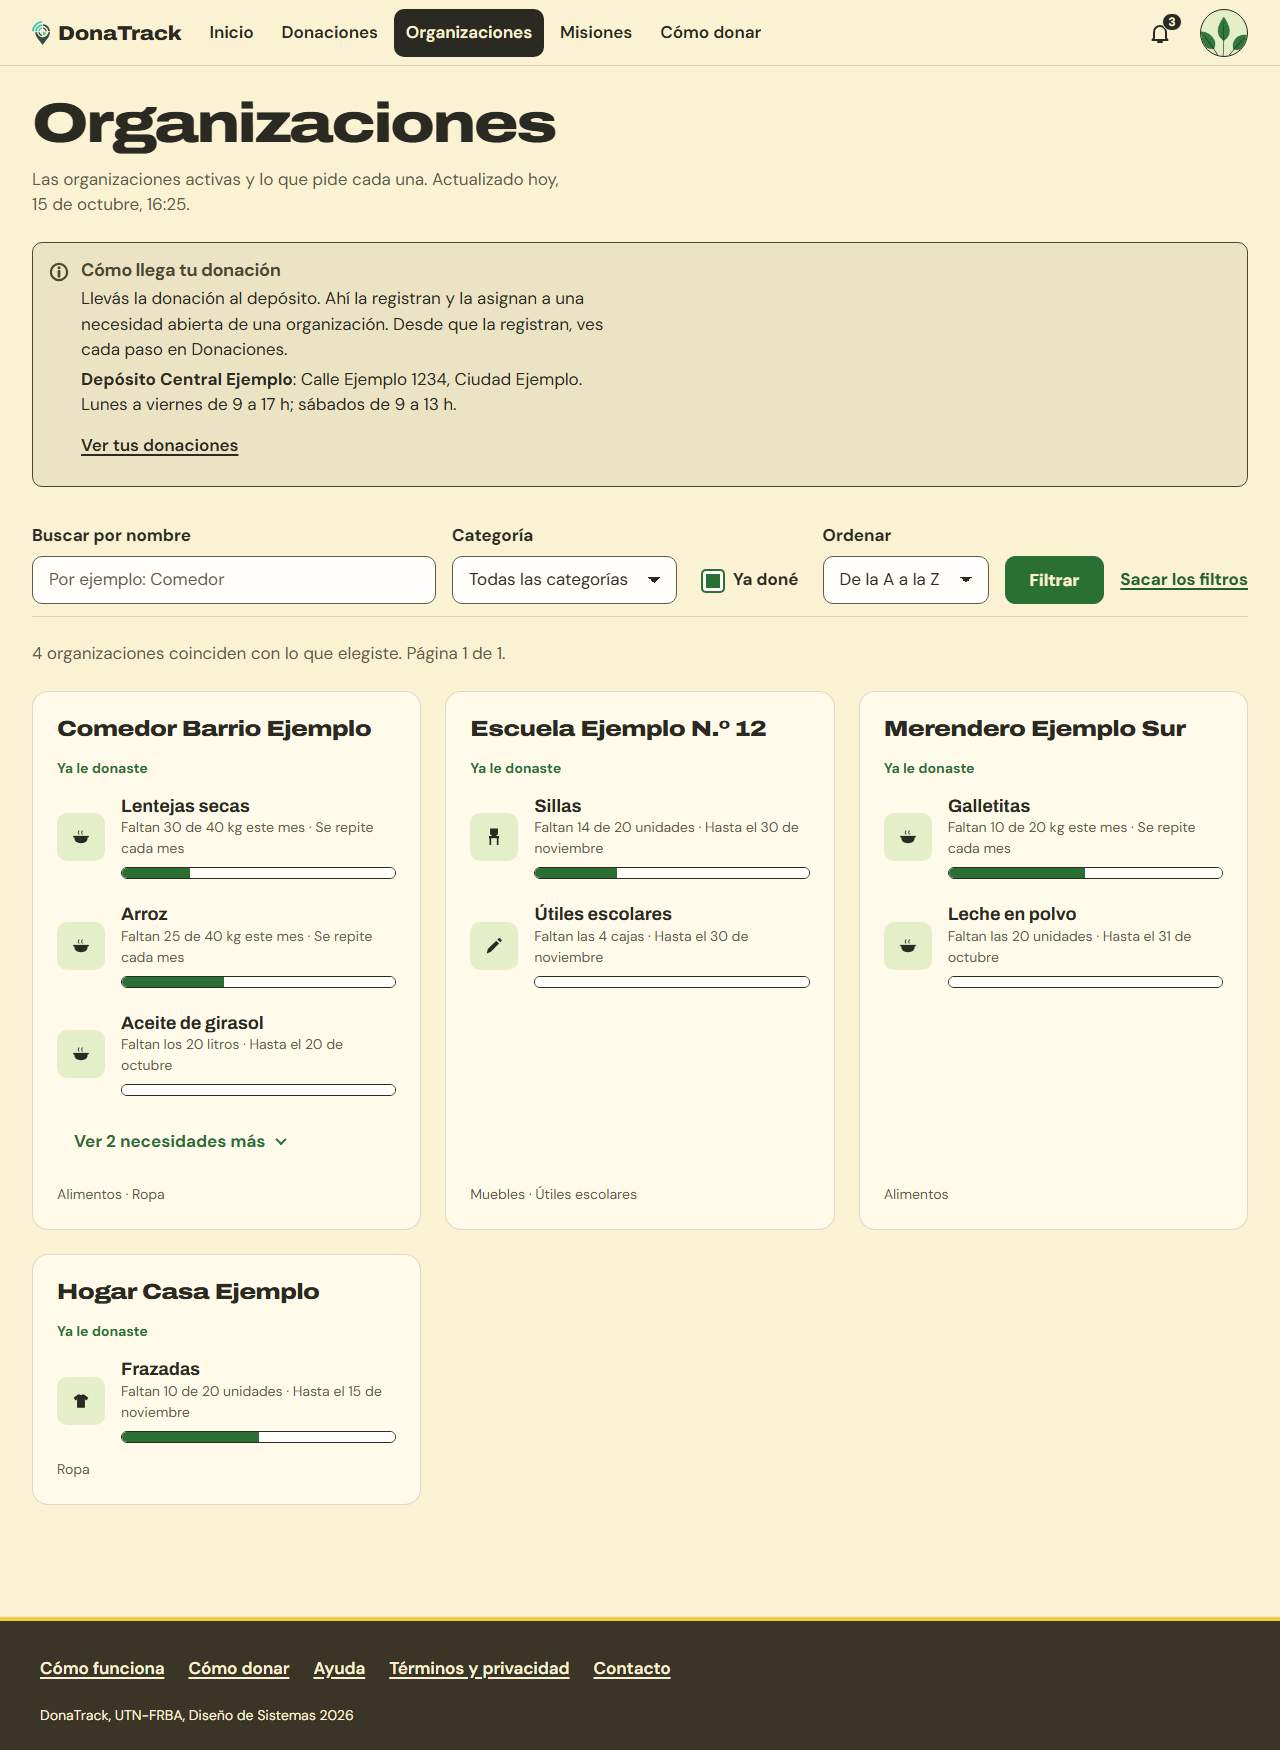 DonaTrack
Inicio
Donaciones
Organizaciones
Misiones
Cómo donar
3
Organizaciones
Las organizaciones activas y lo que pide cada una. Actualizado hoy,
15 de octubre, 16:25.
Cómo llega tu donación
Llevás la donación al depósito. Ahí la registran y la asignan a una
necesidad abierta de una organización. Desde que la registran, ves
cada paso en Donaciones.
Depósito Central Ejemplo: Calle Ejemplo 1234, Ciudad Ejemplo.
Lunes a viernes de 9 a 17 h; sábados de 9 a 13 h.
Ver tus donaciones
Buscar por nombre
Por ejemplo: Comedor
Categoría
Todas las categorías
Ya doné
Ordenar
De la A a la Z
Filtrar
Sacar los filtros
4 organizaciones coinciden con lo que elegiste. Página 1 de 1.
Comedor Barrio Ejemplo
Ya le donaste
Lentejas secas
Faltan 30 de 40 kg este mes · Se repite
cada mes
Arroz
Faltan 25 de 40 kg este mes · Se repite
cada mes
Aceite de girasol
Faltan los 20 litros · Hasta el 20 de
octubre
Ver 2 necesidades más
Alimentos · Ropa
Escuela Ejemplo N.º 12
Ya le donaste
Sillas
Faltan 14 de 20 unidades · Hasta el 30 de
noviembre
Útiles escolares
Faltan las 4 cajas · Hasta el 30 de
noviembre
Muebles · Útiles escolares
Merendero Ejemplo Sur
Ya le donaste
Galletitas
Faltan 10 de 20 kg este mes · Se repite
cada mes
Leche en polvo
Faltan las 20 unidades · Hasta el 31 de
octubre
Alimentos
Hogar Casa Ejemplo
Ya le donaste
Frazadas
Faltan 10 de 20 unidades · Hasta el 15 de
noviembre
Ropa
Cómo funciona
Cómo donar
Ayuda
Términos y privacidad
Contacto
DonaTrack, UTN-FRBA, Diseño de Sistemas 2026